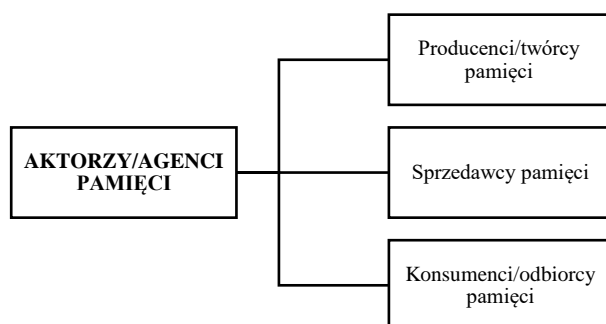 Producenci/twórcy
pamięci
AKTORZY/AGENCI
PAMIĘCI
Sprzedawcy pamięci
Konsumenci/odbiorcy
pamięci